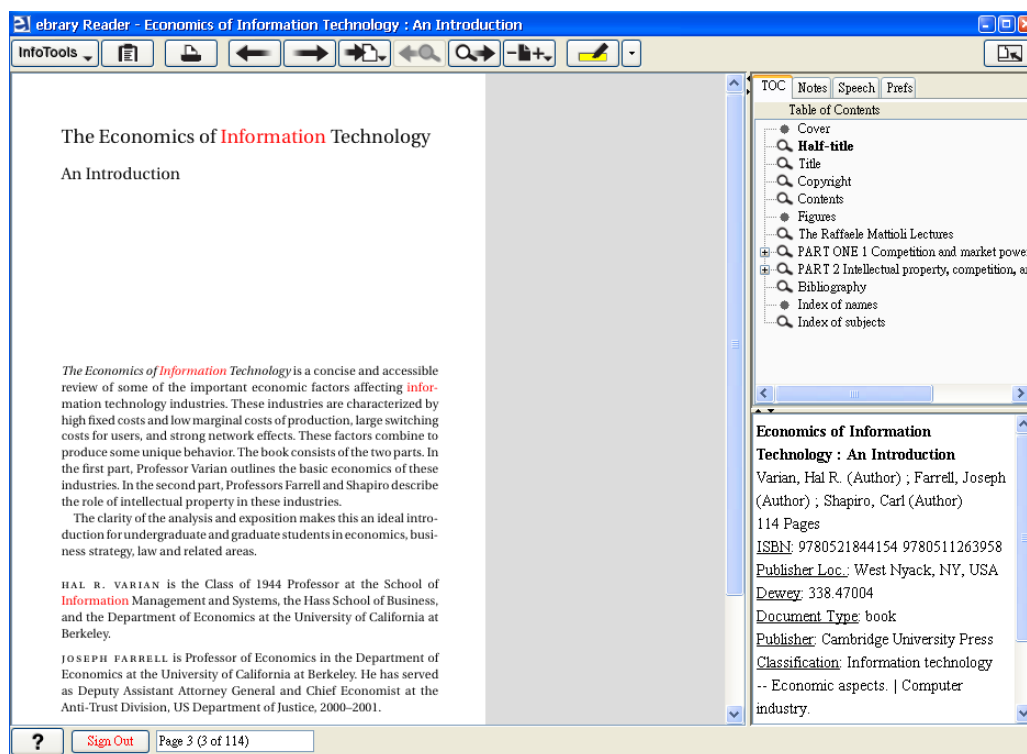 ebrary Reader - Economics of Information Technology : An Introduction
InfoTools
The Economics of Information Technology
An Introduction
The Economics of Information Technology is a concise and accessible
review of some of the important economic factors affecting infor-
mation technology industries. These industries are characterized by
high fixed costs and low marginal costs of production, large switching
costs for users, and strong network effects. These factors combine to
produce some unique behavior. The book consists of the two parts. In
the first part, Professor Varian outlines the basic economics of these
industries. In the second part, Professors Farrell and Shapiro describe
the role of intellectual property in these industries.
The clarity of the analysis and exposition makes this an ideal intro-
duction for undergraduate and graduate students in economics, busi-
ness strategy, law and related areas.
HAL R. VARIAN is the Class of 1944 Professor at the School of
Information Management and Systems, the Hass School of Business,
and the Department of Economics at the University of California at
Berkeley.
JOSEPH FARRELL is Professor of Economics in the Department of
Economics at the University of California at Berkeley. He has served
as Deputy Assistant Attorney General and Chief Economist at the
Anti-Trust Division, US Department of Justice, 2000–2001.
TOC Notes Speech Prefs
Table of Contents
Cover
Half-title
Title
Copyright
Contents
Figures
The Raffaele Mattioli Lectures
PART ONE 1 Competition and market power
PART 2 Intellectual property, competition, a
Bibliography
Index of names
Index of subjects
Economics of Information
Technology : An Introduction
Varian, Hal R. (Author) ; Farrell, Joseph
(Author) ; Shapiro, Carl (Author)
114 Pages
ISBN: 9780521844154 9780511263958
Publisher Loc.: West Nyack, NY, USA
Dewey: 338.47004
Document Type: book
Publisher: Cambridge University Press
Classification: Information technology
-- Economic aspects. | Computer
industry.
? Sign Out Page 3 (3 of 114)